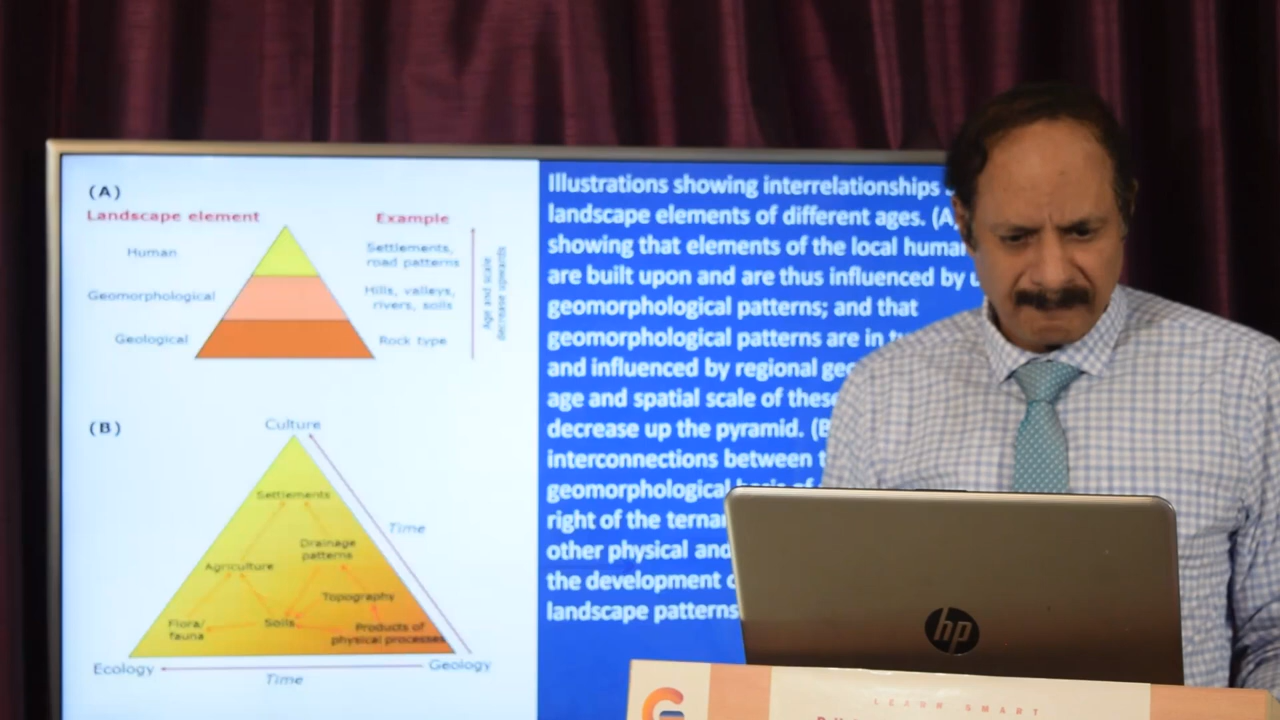 (A)
Landscape element
Example
Human
Settlements,
road patterns
Geomorphological
Hills, valleys,
rivers, soils
Geological
Rock type
Age and scale
decrease upwards
(B)
Culture
Settlements
Time
Drainage
patterns
Agriculture
Topography
Flora/
fauna
Soils
Products of
physical processes
Ecology
Geology
Time
Illustrations showing interrelationships
landscape elements of different ages. (A
showing that elements of the local human
are built upon and are thus influenced by
geomorphological patterns; and that
geomorphological patterns are in
and influenced by regional
age and spatial scale of these
decrease up the pyramid. (B
interconnections between
geomorphological basis of
right of the
other physical and
the development
landscape patterns
hp
LEARN SMART